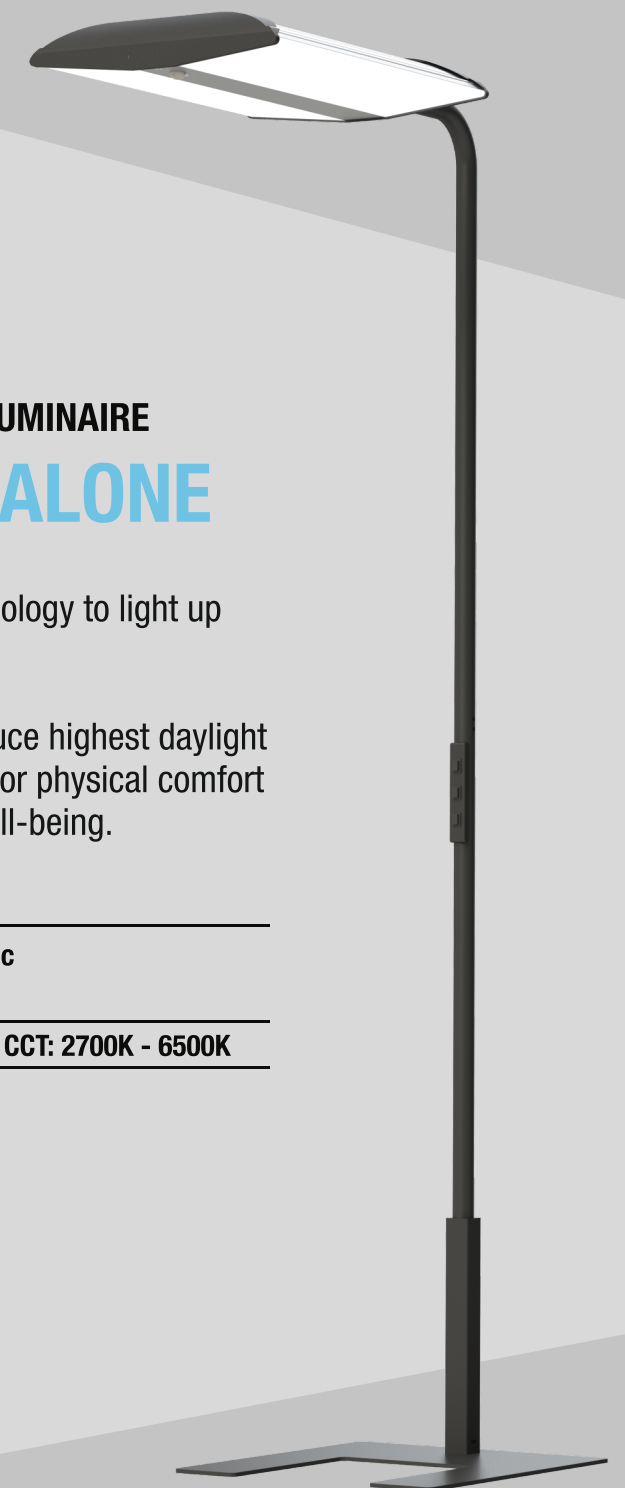 UMINAIRE
ALONE
ology to light up
uce highest daylight
or physical comfort
ll-being.
c
CCT: 2700K - 6500K